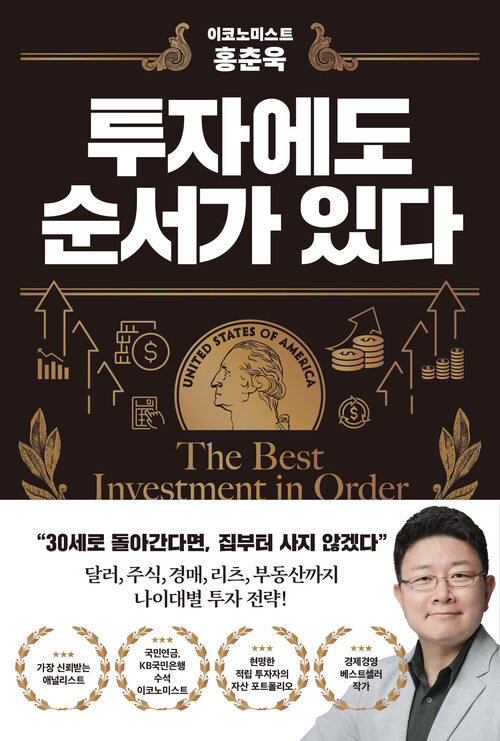 이코노미스트
홍춘욱
투자에도
순서가 있다
UNITED STATES OF AMERICA
The Best
Investment in Order
“30세로 돌아간다면, 집부터 사지 않겠다”
달러, 주식, 경매, 리츠, 부동산까지
나이대별 투자 전략!
가장 신뢰받는
애널리스트
국민연금,
KB국민은행
수석
이코노미스트
현명한
적립 투자자의
자산 포트폴리오
경제경영
베스트셀러
작가